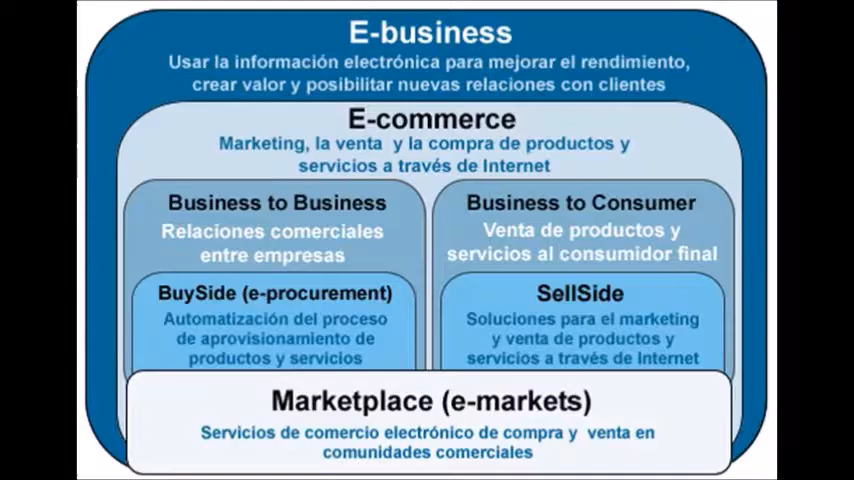 E-business
Usar la información electrónica para mejorar el rendimiento,
crear valor y posibilitar nuevas relaciones con clientes
E-commerce
Marketing, la venta y la compra de productos y
servicios a través de Internet
Business to Business
Relaciones comerciales
entre empresas
Business to Consumer
Venta de productos y
servicios al consumidor final
BuySide (e-procurement)
Automatización del proceso
de aprovisionamiento de
productos y servicios
SellSide
Soluciones para el marketing
y venta de productos y
servicios a través de Internet
Marketplace (e-markets)
Servicios de comercio electrónico de compra y venta en
comunidades comerciales